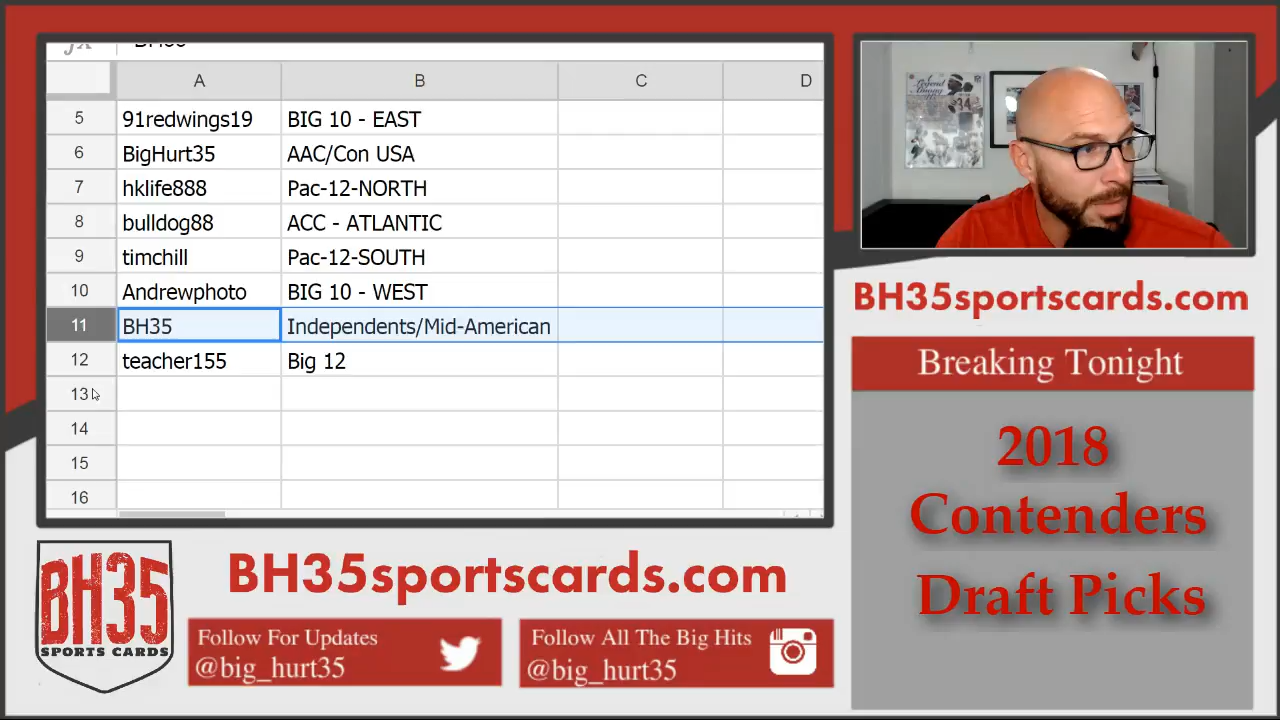 A B C D
5 91redwings19 BIG 10 - EAST
6 BigHurt35 AAC/Con USA
7 hklife888 Pac-12-NORTH
8 bulldog88 ACC - ATLANTIC
9 timchill Pac-12-SOUTH
10 Andrewphoto BIG 10 - WEST
11 BH35 Independents/Mid-American
12 teacher155 Big 12
13
14
15
16
BH35sportscards.com
Breaking Tonight
2018
Contenders
Draft Picks
BH35
SPORTS CARDS
BH35sportscards.com
Follow For Updates
@big_hurt35
Follow All The Big Hits
@big_hurt35